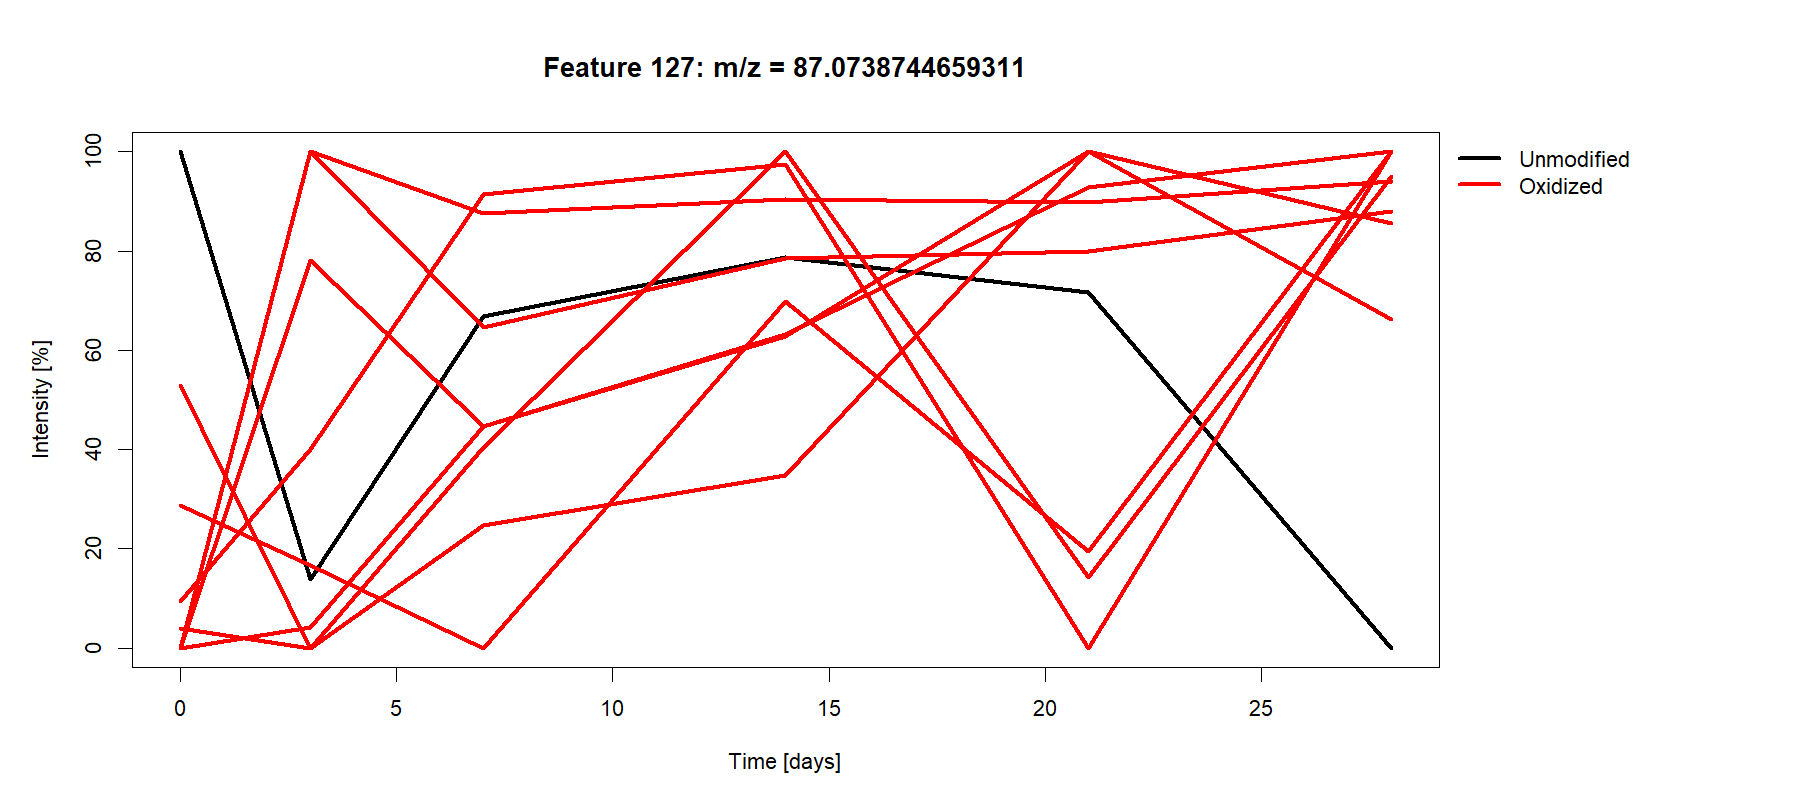 Feature 127: m/z = 87.0738744659311
Unmodified
Oxidized
Intensity [%]
100
80
60
40
20
0
0 5 10 15 20 25
Time [days]